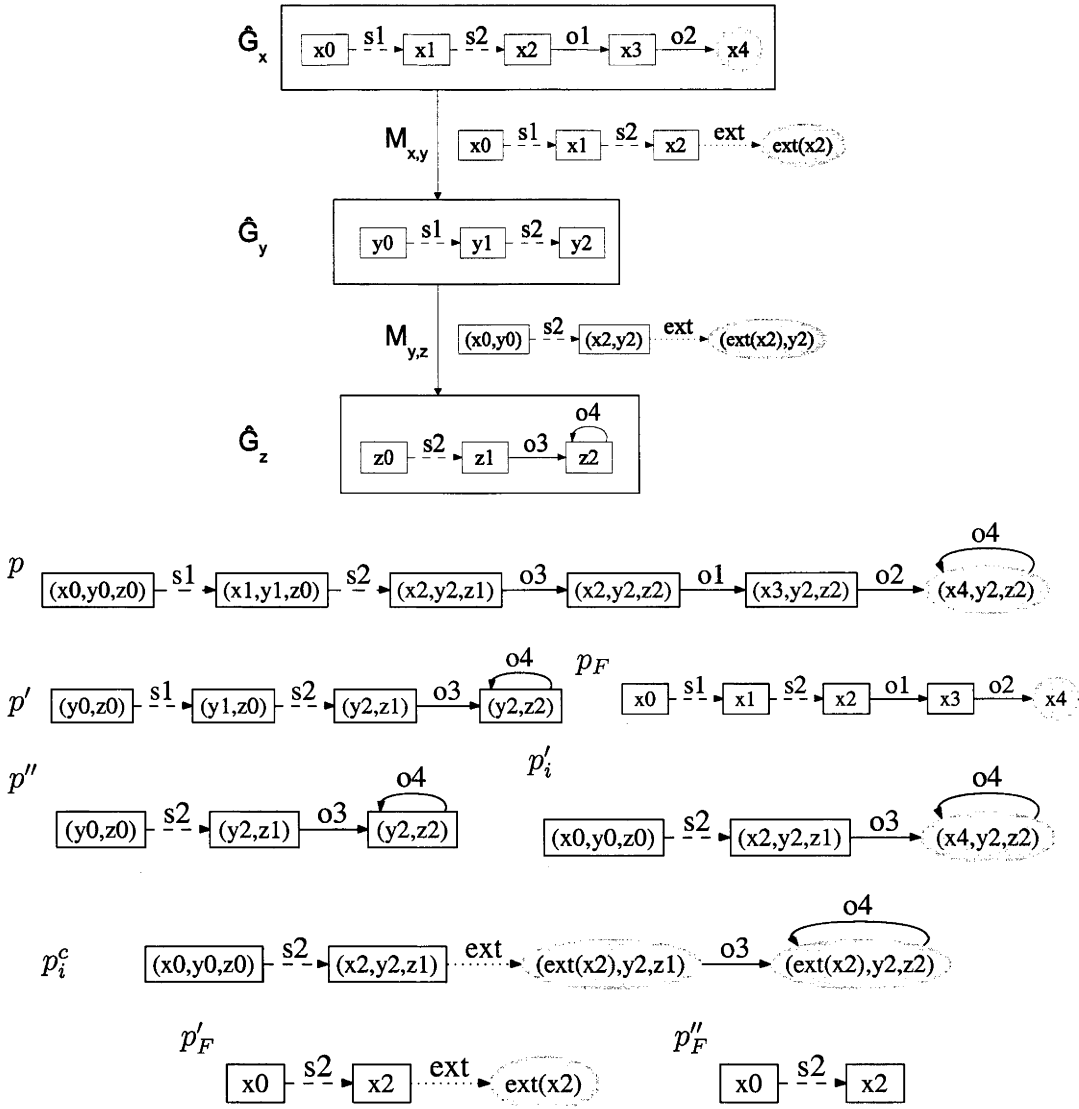 Ĝx x0 s1 x1 s2 x2 o1 x3 o2 x4
Mx,y x0 s1 x1 s2 x2 ext ext(x2)
Ĝy y0 s1 y1 s2 y2
My,z (x0,y0) s2 (x2,y2) ext (ext(x2),y2)
Ĝz z0 s2 z1 o3 z2 o4
p (x0,y0,z0) s1 (x1,y1,z0) s2 (x2,y2,z1) o3 (x2,y2,z2) o1 (x3,y2,z2) o2 (x4,y2,z2) o4
p′ (y0,z0) s1 (y1,z0) s2 (y2,z1) o3 (y2,z2) o4
pF x0 s1 x1 s2 x2 o1 x3 o2 x4
p″ (y0,z0) s2 (y2,z1) o3 (y2,z2) o4
p′i (x0,y0,z0) s2 (x2,y2,z1) o3 (x4,y2,z2) o4
pci (x0,y0,z0) s2 (x2,y2,z1) ext (ext(x2),y2,z1) o3 (ext(x2),y2,z2) o4
p′F x0 s2 x2 ext ext(x2)
p″F x0 s2 x2